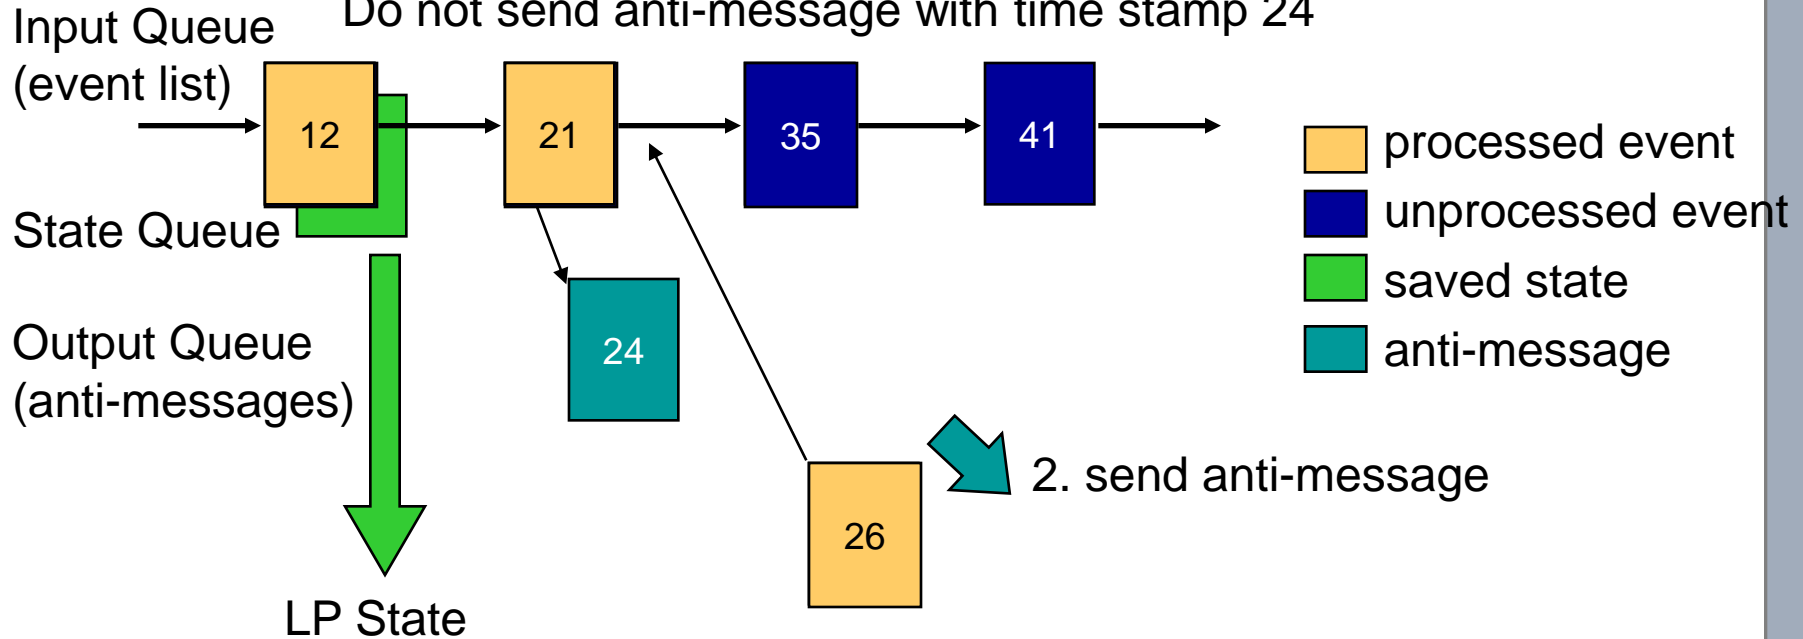 Do not send anti-message with time stamp 24
Input Queue
(event list)
12
21
35
41
processed event
unprocessed event
saved state
anti-message
State Queue
Output Queue
(anti-messages)
24
2. send anti-message
26
LP State